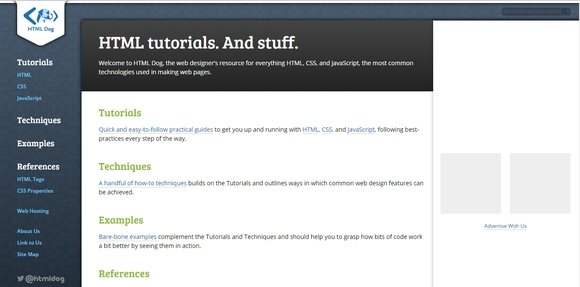 HTML Dog
Tutorials
HTML
CSS
JavaScript
Techniques
Examples
References
HTML Tags
CSS Properties
Web Hosting
About Us
Link to Us
Site Map
@htmldog
HTML tutorials. And stuff.
Welcome to HTML Dog, the web designer's resource for everything HTML, CSS, and JavaScript, the most common
technologies used in making web pages.
Tutorials
Quick and easy-to-follow practical guides to get you up and running with HTML, CSS, and JavaScript, following best-
practices every step of the way.
Techniques
A handful of how-to techniques builds on the Tutorials and outlines ways in which common web design features can
be achieved.
Examples
Bare-bone examples complement the Tutorials and Techniques and should help you to grasp how bits of code work
a bit better by seeing them in action.
References
Advertise With Us